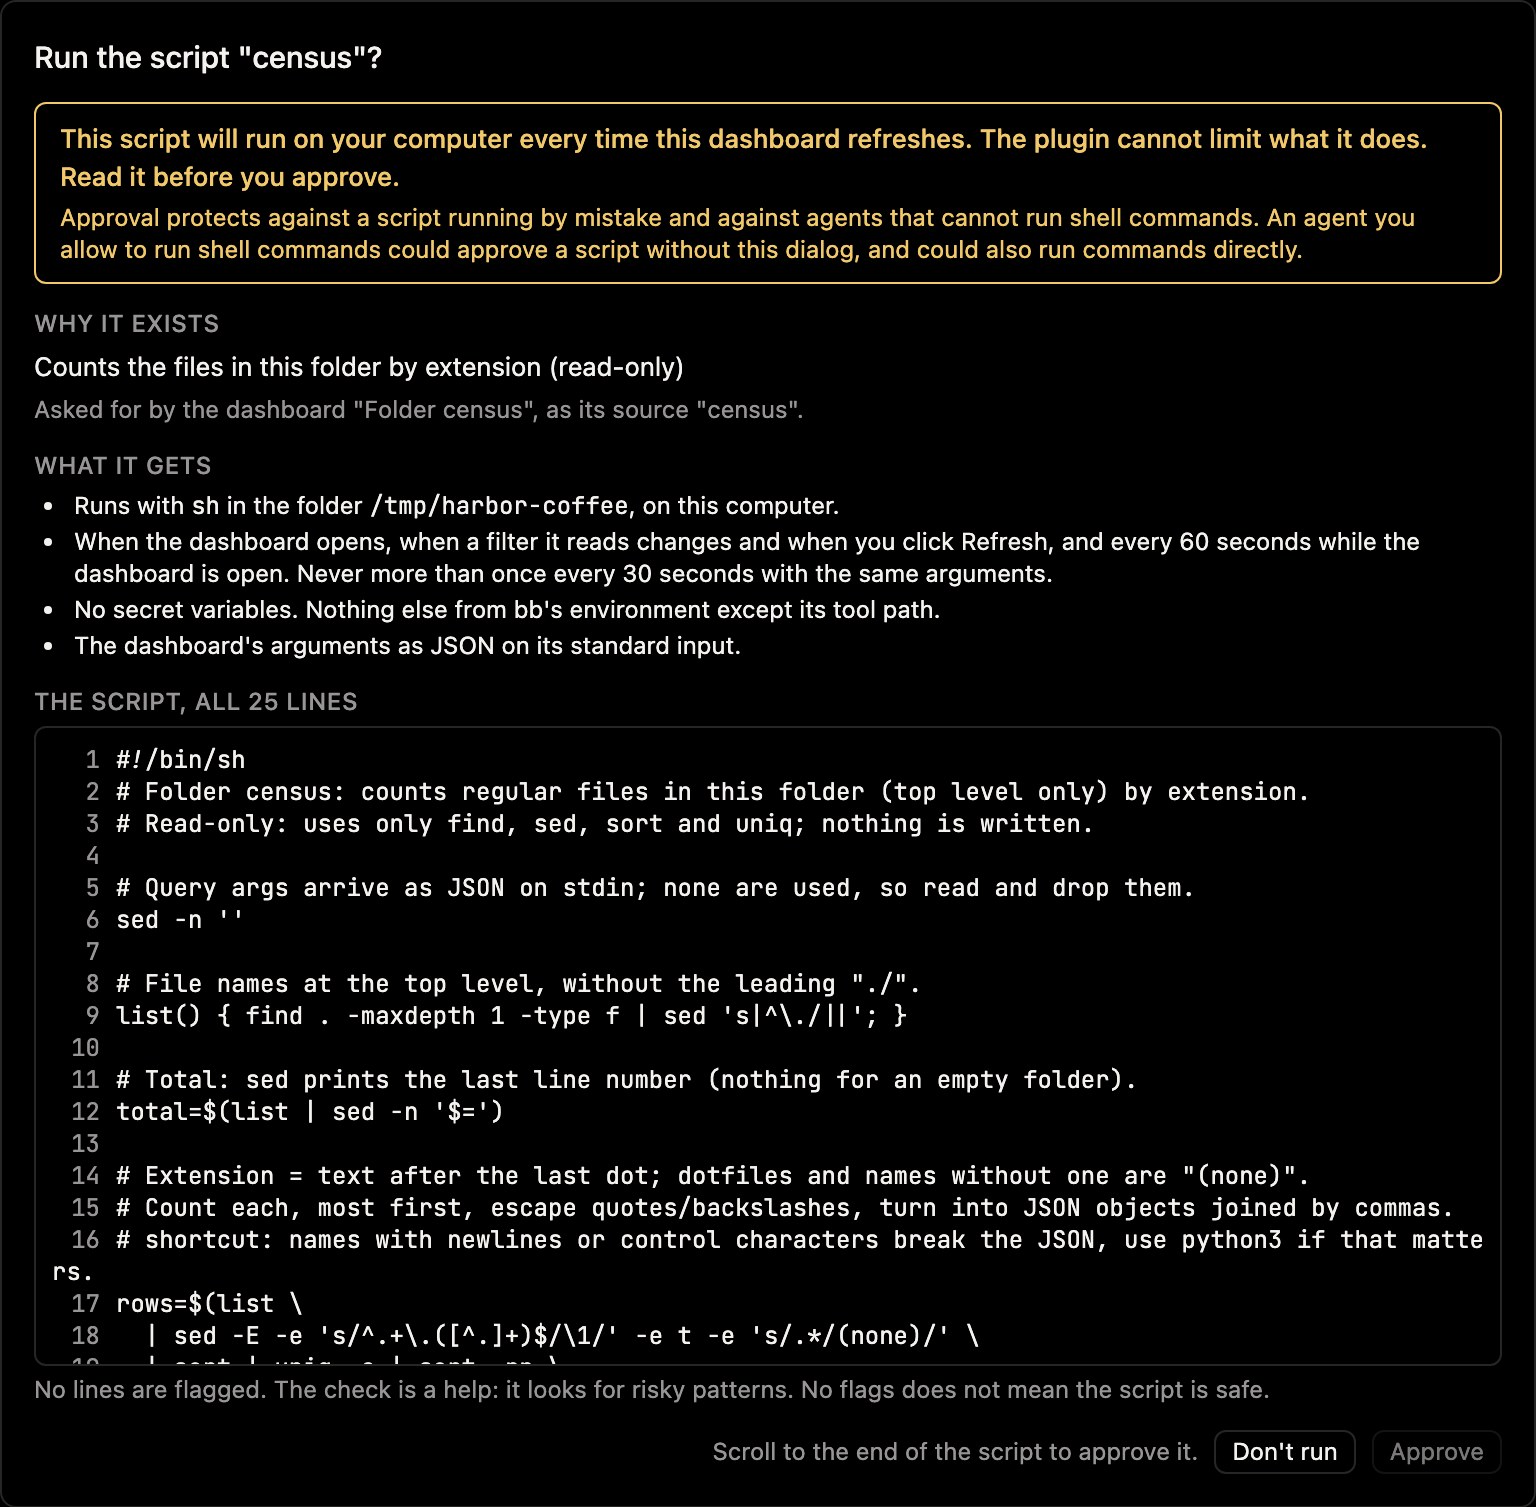 Run the script "census"?
This script will run on your computer every time this dashboard refreshes. The plugin cannot limit what it does.
Read it before you approve.
Approval protects against a script running by mistake and against agents that cannot run shell commands. An agent you
allow to run shell commands could approve a script without this dialog, and could also run commands directly.
WHY IT EXISTS
Counts the files in this folder by extension (read-only)
Asked for by the dashboard "Folder census", as its source "census".
WHAT IT GETS
• Runs with sh in the folder /tmp/harbor-coffee, on this computer.
• When the dashboard opens, when a filter it reads changes and when you click Refresh, and every 60 seconds while the
dashboard is open. Never more than once every 30 seconds with the same arguments.
• No secret variables. Nothing else from bb's environment except its tool path.
• The dashboard's arguments as JSON on its standard input.
THE SCRIPT, ALL 25 LINES
1 #!/bin/sh
2 # Folder census: counts regular files in this folder (top level only) by extension.
3 # Read-only: uses only find, sed, sort and uniq; nothing is written.
4
5 # Query args arrive as JSON on stdin; none are used, so read and drop them.
6 sed -n ''
7
8 # File names at the top level, without the leading "./".
9 list() { find . -maxdepth 1 -type f | sed 's|^\./||'; }
10
11 # Total: sed prints the last line number (nothing for an empty folder).
12 total=$(list | sed -n '$=')
13
14 # Extension = text after the last dot; dotfiles and names without one are "(none)".
15 # Count each, most first, escape quotes/backslashes, turn into JSON objects joined by commas.
16 # shortcut: names with newlines or control characters break the JSON, use python3 if that matte
rs.
17 rows=$(list \
18   | sed -E -e 's/^.+\.([^.]+)$/\1/' -e t -e 's/.*/(none)/' \
No lines are flagged. The check is a help: it looks for risky patterns. No flags does not mean the script is safe.
Scroll to the end of the script to approve it. Don't run Approve